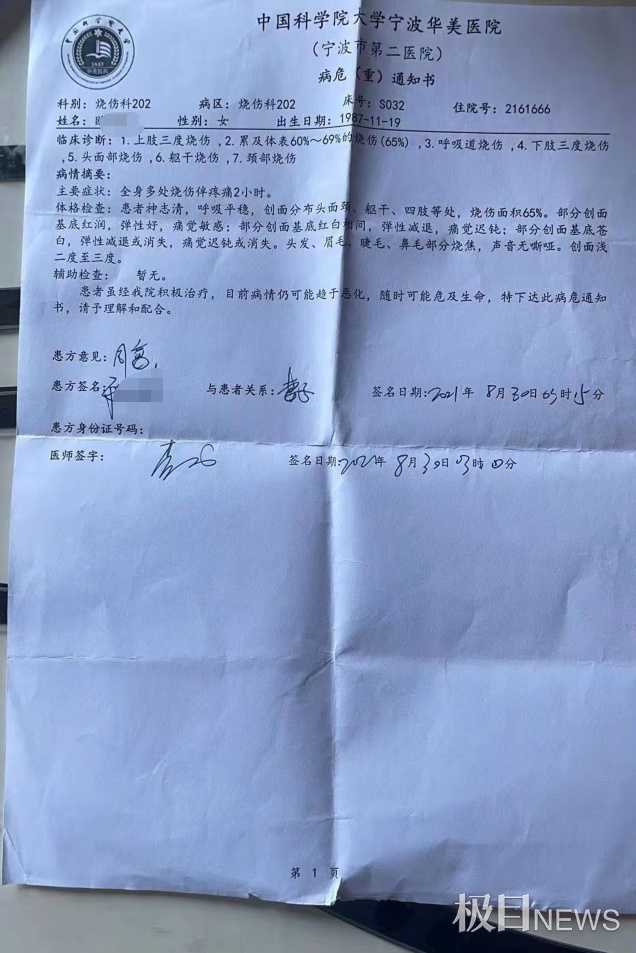 中国科学院大学宁波华美医院
(宁波市第二医院)
病危(重)通知书
科别: 烧伤科202 病区: 烧伤科202 床号: S032 住院号: 2161666
姓名: 性别: 女 出生日期: 1987-11-19
临床诊断: 1.上肢三度烧伤,2.累及体表60%~69%的烧伤(65%),3.呼吸道烧伤,4.下肢三度烧伤
,5.头面部烧伤,6.躯干烧伤,7.颈部烧伤
病情摘要:
主要症状: 全身多处烧伤伴疼痛2小时。
体格检查: 患者神志清,呼吸平稳,创面分布头面颈、躯干、四肢等处,烧伤面积65%。部分创面
基底红润,弹性好,痛觉敏感;部分创面基底红白相间,弹性减退,痛觉迟钝;部分创面基底苍
白,弹性减退或消失,痛觉迟钝或消失。头发、眉毛、睫毛、鼻毛部分烧焦,声音无嘶哑。创面浅
二度至三度。
辅助检查: 暂无。
患者虽经我院积极治疗,目前病情仍可能趋于恶化,随时可能危及生命,特下达此病危通知
书,请予理解和配合。
患方意见:
患方签名: 与患者关系: 妻子 签名日期: 2021年 8月30日03时15分
患方身份证号码:
医师签字: 签名日期: 2021年 8月30日03时 分
第 1 页
极目NEWS